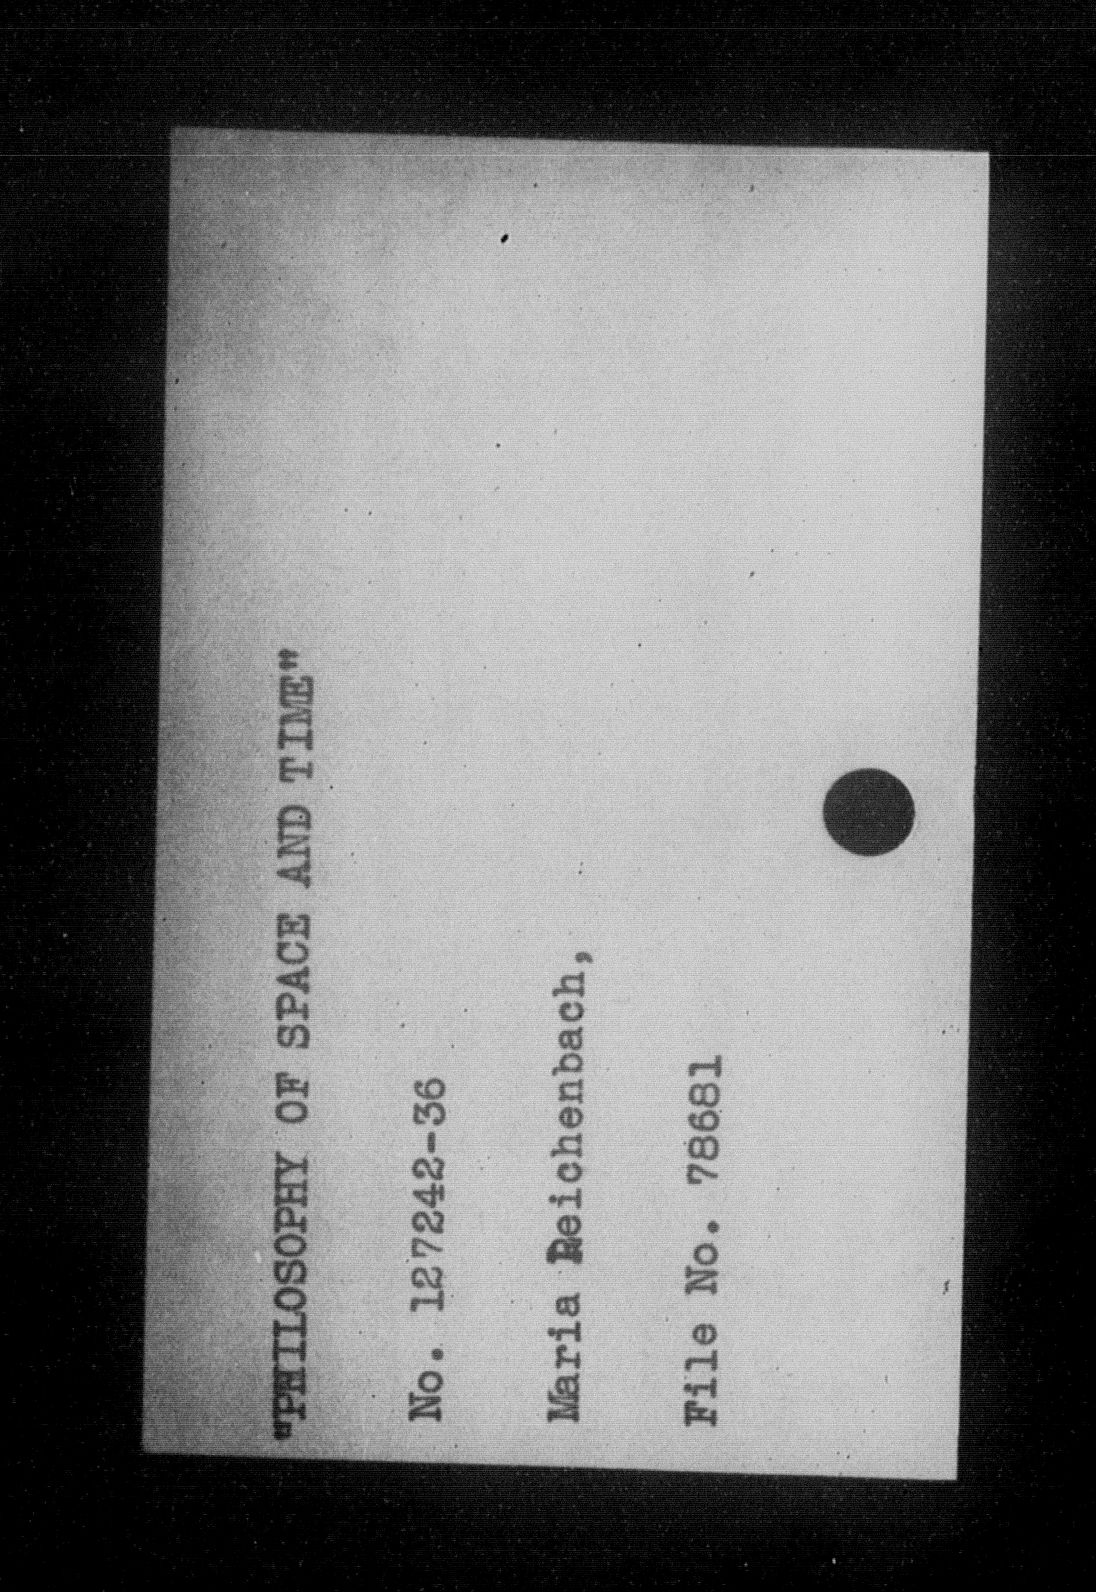 "PHILOSOPHY OF SPACE AND TIME"
No. 127242-36
Maria Reichenbach,
File No. 78681